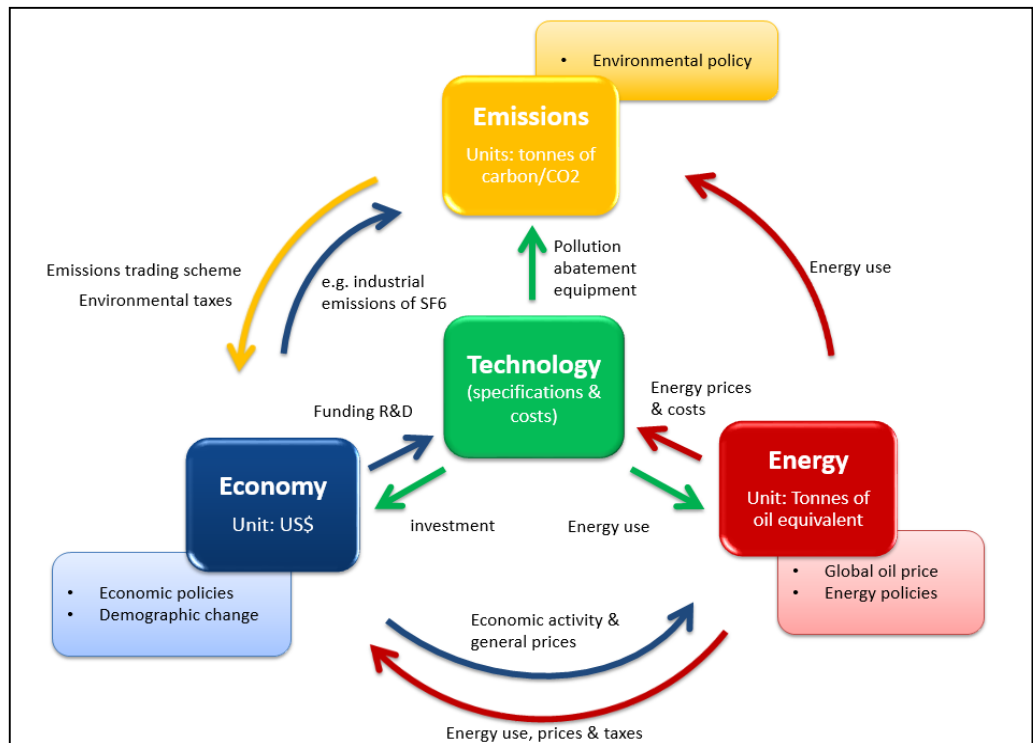 • Environmental policy
Emissions
Units: tonnes of
carbon/CO2
Emissions trading scheme
Environmental taxes
e.g. industrial
emissions of SF6
Pollution
abatement
equipment
Energy use
Technology
(specifications &
costs)
Funding R&D
Energy prices
& costs
Economy
Unit: US$
Energy
Unit: Tonnes of
oil equivalent
investment
Energy use
• Economic policies
• Demographic change
• Global oil price
• Energy policies
Economic activity &
general prices
Energy use, prices & taxes